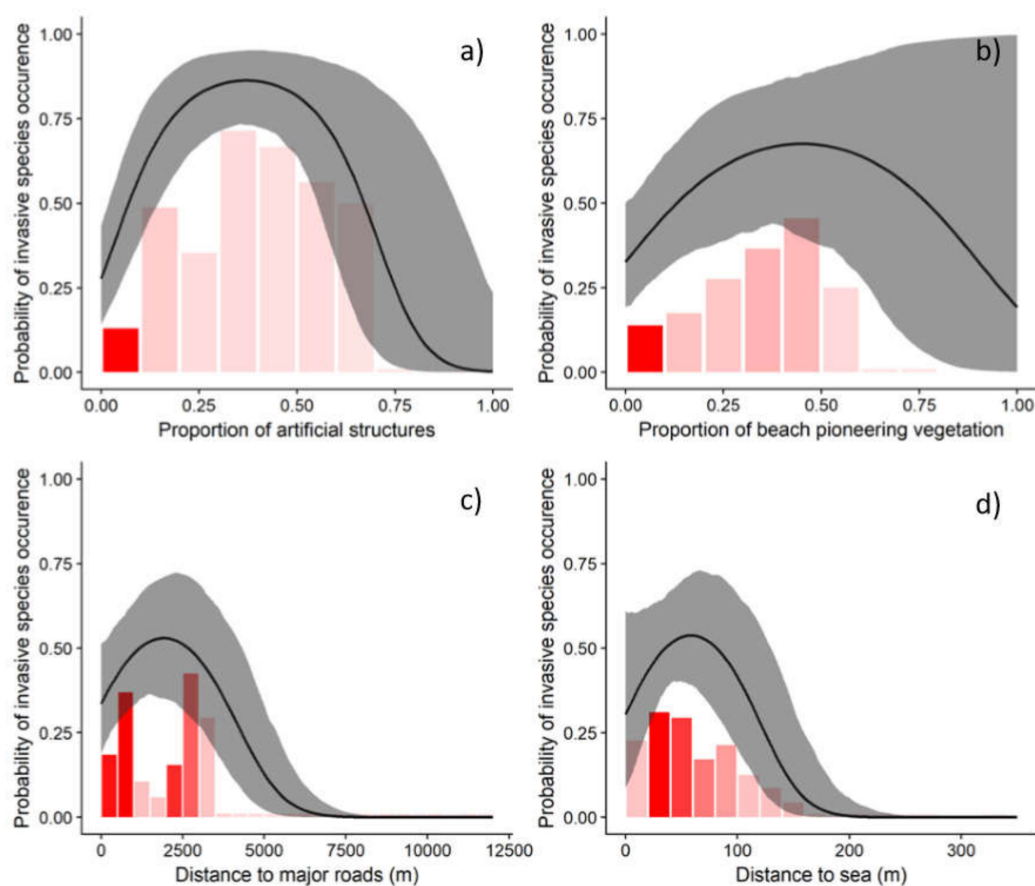 a)
Probability of invasive species occurence
1.00
0.75
0.50
0.25
0.00
0.00 0.25 0.50 0.75 1.00
Proportion of artificial structures
b)
Probability of invasive species occurence
1.00
0.75
0.50
0.25
0.00
0.00 0.25 0.50 0.75 1.00
Proportion of beach pioneering vegetation
c)
Probability of invasive species occurence
1.00
0.75
0.50
0.25
0.00
0 2500 5000 7500 10000 12500
Distance to major roads (m)
d)
Probability of invasive species occurence
1.00
0.75
0.50
0.25
0.00
0 100 200 300
Distance to sea (m)